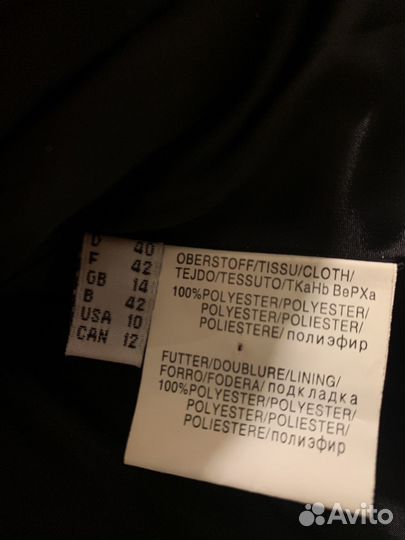 D 40
F 42
GB 14
B 42
USA 10
CAN 12
OBERSTOFF/TISSU/CLOTH/
TEJDO/TESSUTO/TKaHb BePXa
100%POLYESTER/POLYESTER/
POLYESTER/POLIESTER/
POLIESTERE/полиэфир
FUTTER/DOUBLURE/LINING/
FORRO/FODERA/подкладка
100%POLYESTER/POLYESTER/
POLYESTER/POLIESTER/
POLIESTERE/полиэфир
Avito